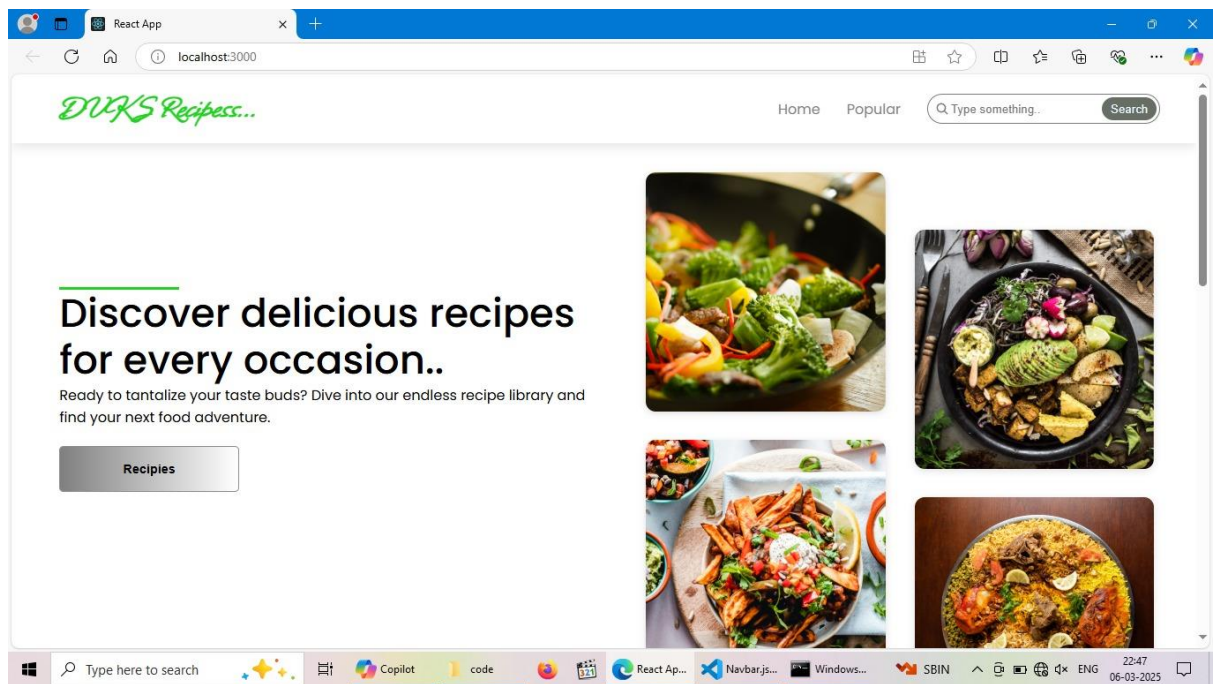 React App
localhost:3000
DUKS Recipess...
Home Popular Type something.. Search
Discover delicious recipes
for every occasion..
Ready to tantalize your taste buds? Dive into our endless recipe library and
find your next food adventure.
Recipies
Type here to search Copilot code 321 React Ap... Navbar.js... Windows... SBIN ENG 22:47
06-03-2025